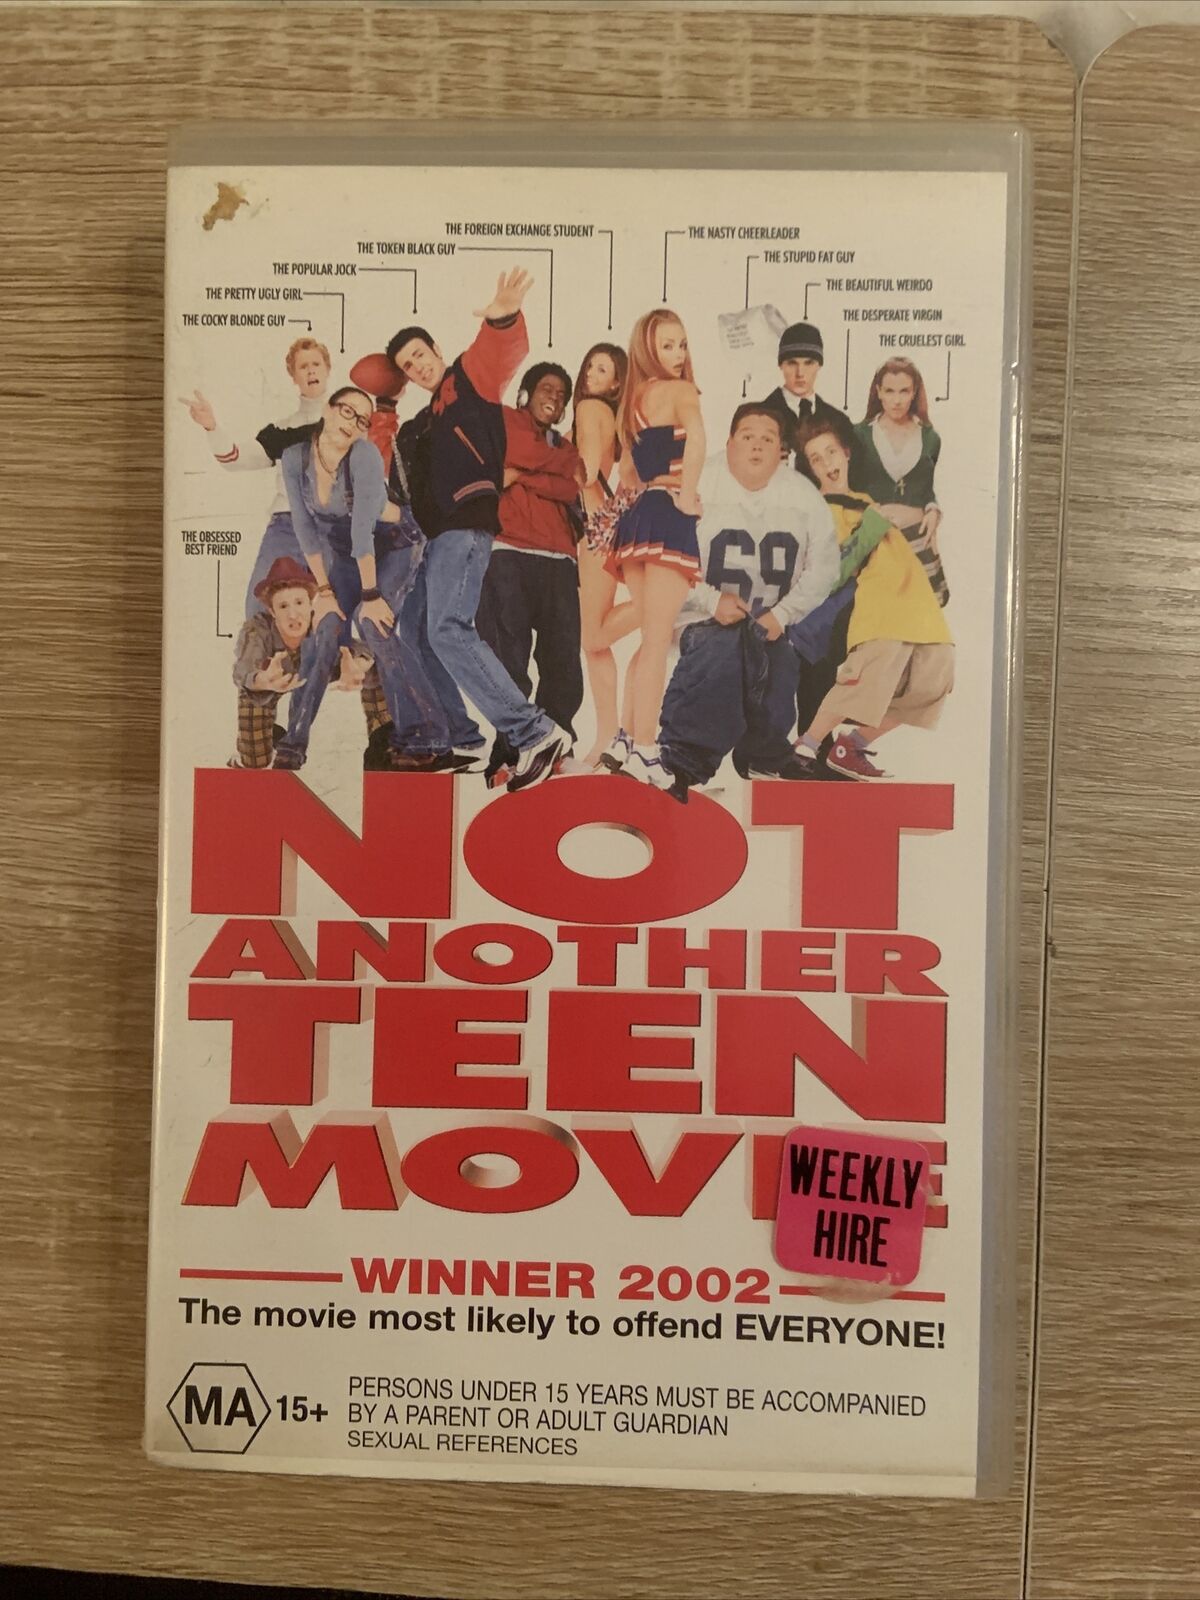 THE FOREIGN EXCHANGE STUDENT
THE NASTY CHEERLEADER
THE TOKEN BLACK GUY
THE STUPID FAT GUY
THE POPULAR JOCK
THE BEAUTIFUL WEIRDO
THE PRETTY UGLY GIRL
THE DESPERATE VIRGIN
THE COCKY BLONDE GUY
THE CRUELEST GIRL
69
THE OBSESSED
BEST FRIEND
NOT
ANOTHER
TEEN
MOVIE
WEEKLY
HIRE
WINNER 2002
The movie most likely to offend EVERYONE!
MA 15+
PERSONS UNDER 15 YEARS MUST BE ACCOMPANIED
BY A PARENT OR ADULT GUARDIAN
SEXUAL REFERENCES